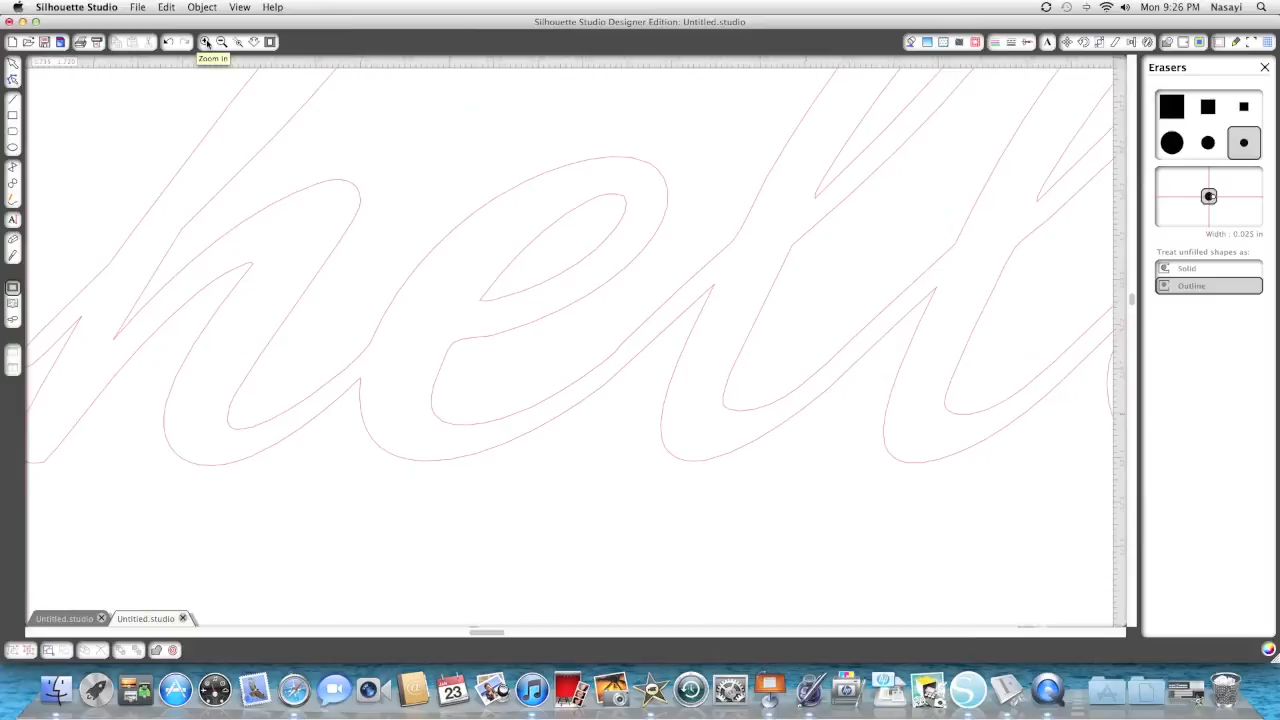 Silhouette Studio File Edit Object View Help Mon 9:26 PM Nasayi
Silhouette Studio Designer Edition: Untitled.studio
Zoom in
Erasers
hell
Width : 0.025 in
Treat unfilled shapes as:
Solid
Outline
Untitled.studio Untitled.studio
23